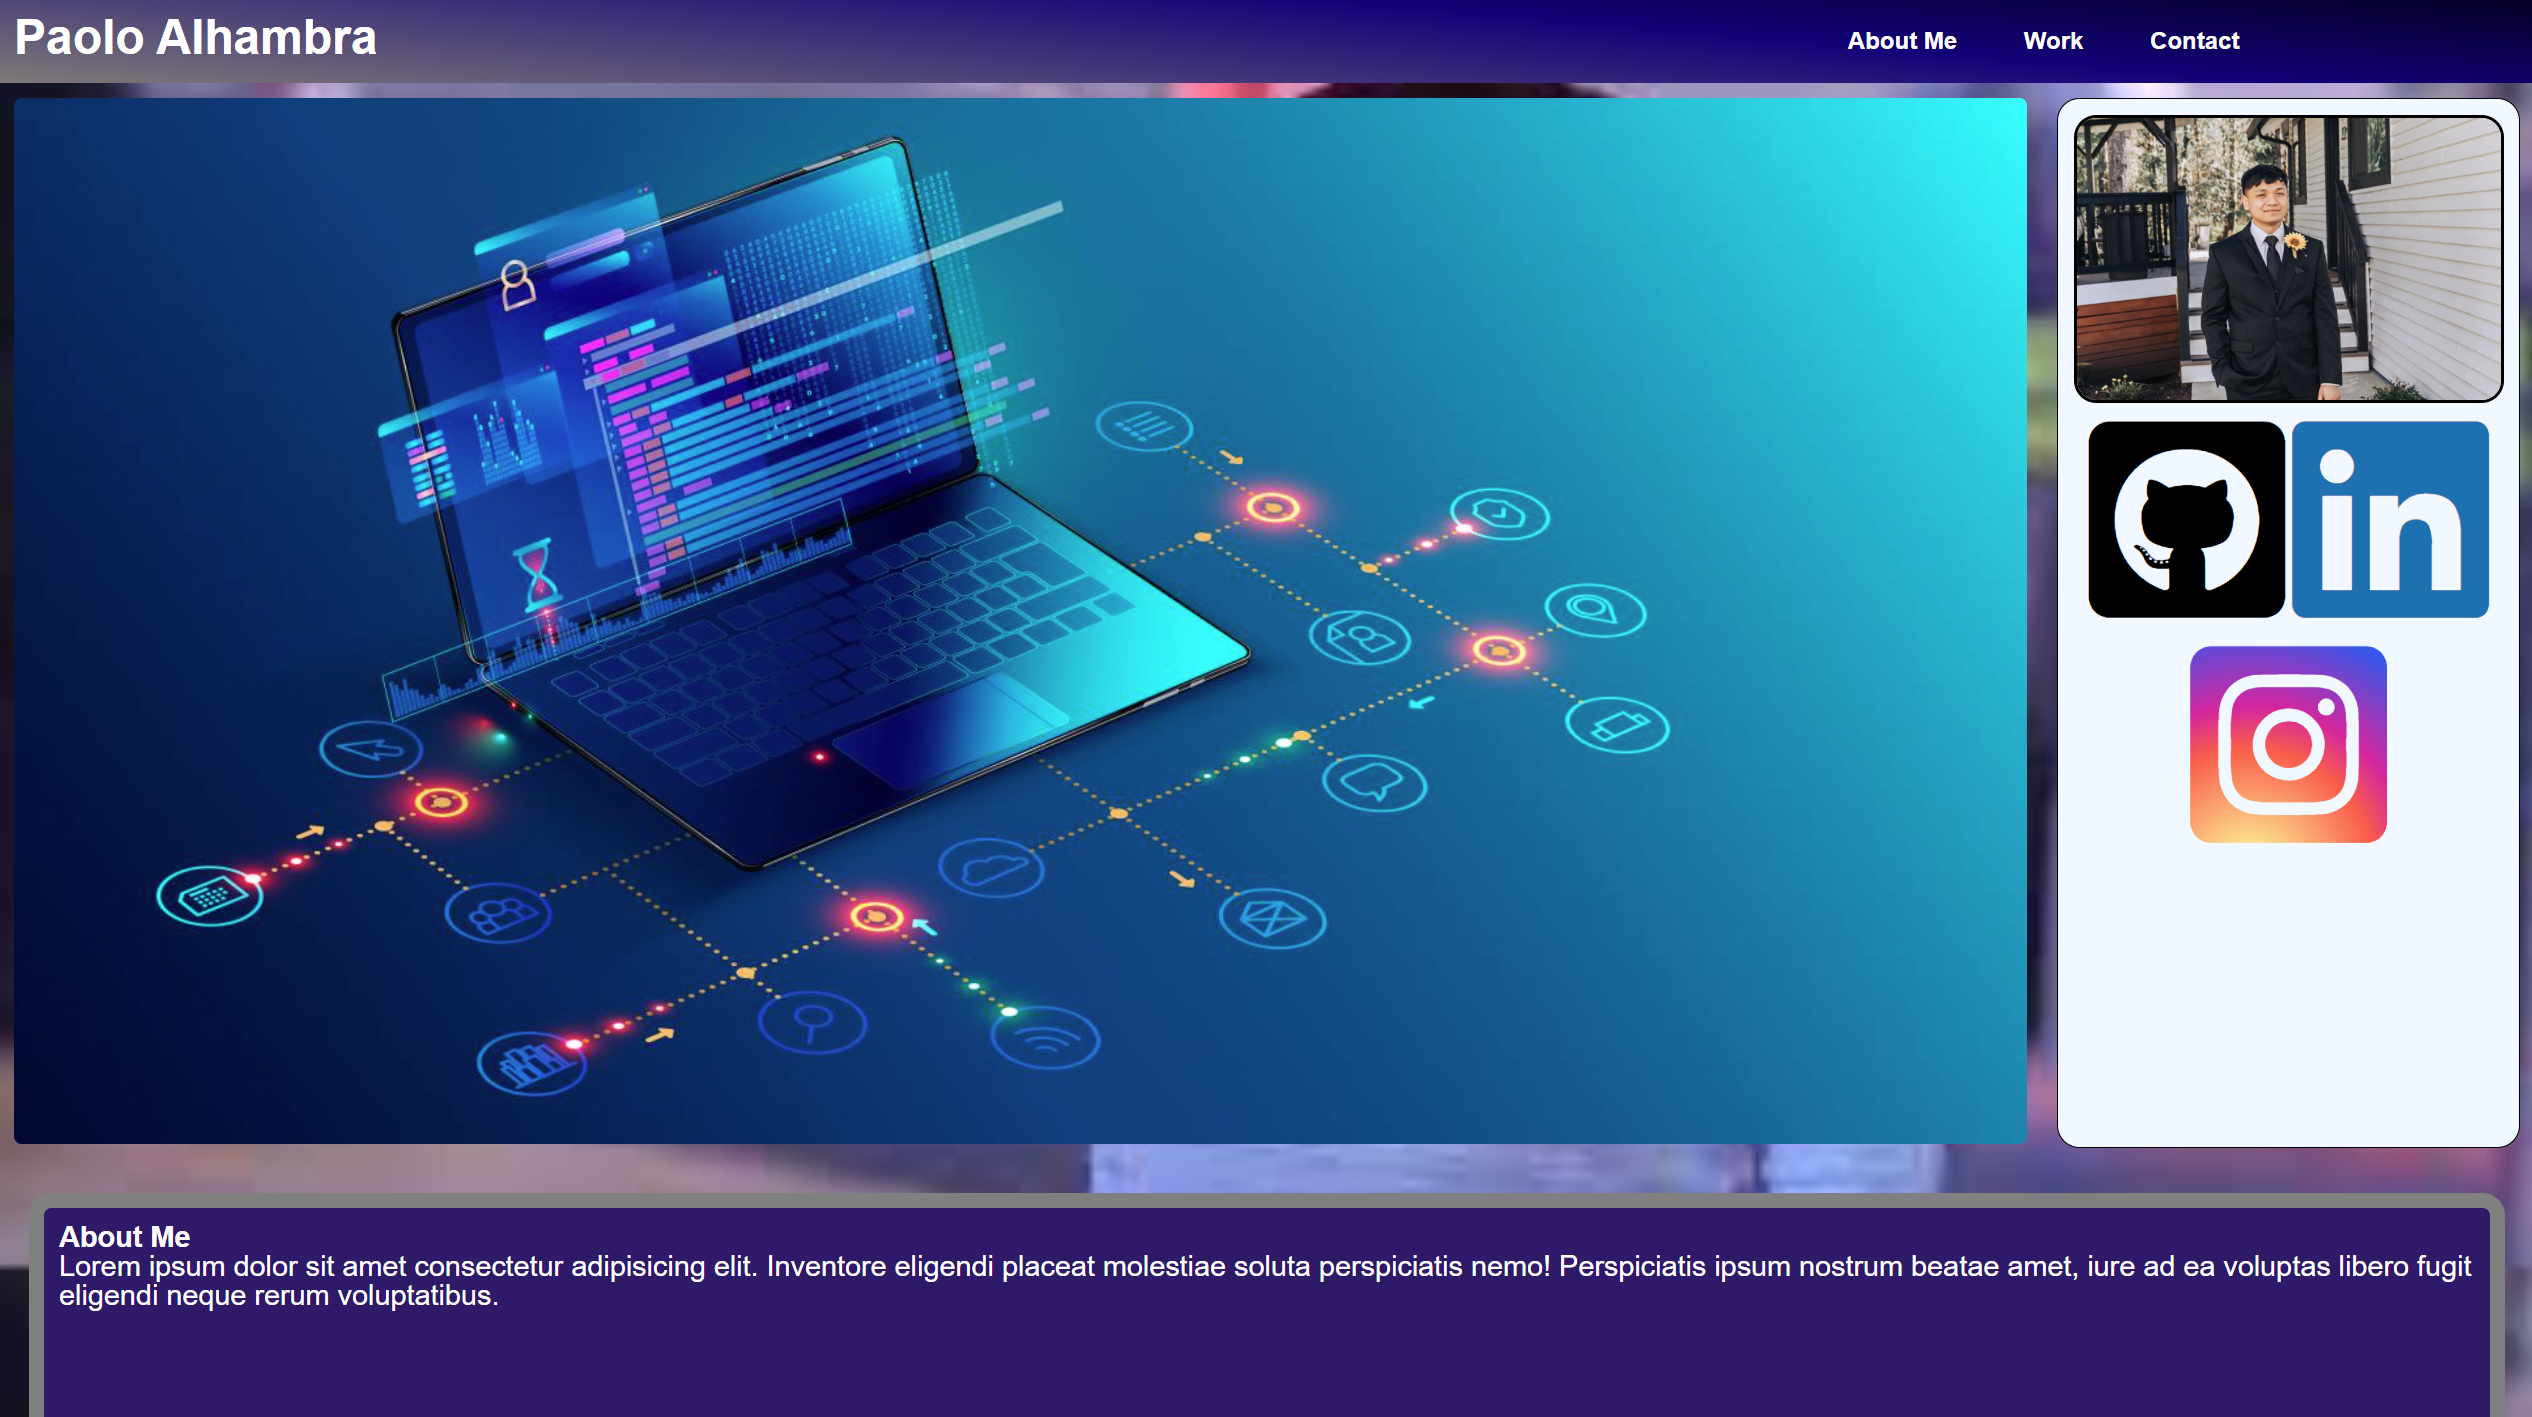 Paolo Alhambra
About Me
Work
Contact
in
About Me
Lorem ipsum dolor sit amet consectetur adipisicing elit. Inventore eligendi placeat molestiae soluta perspiciatis nemo! Perspiciatis ipsum nostrum beatae amet, iure ad ea voluptas libero fugit
eligendi neque rerum voluptatibus.